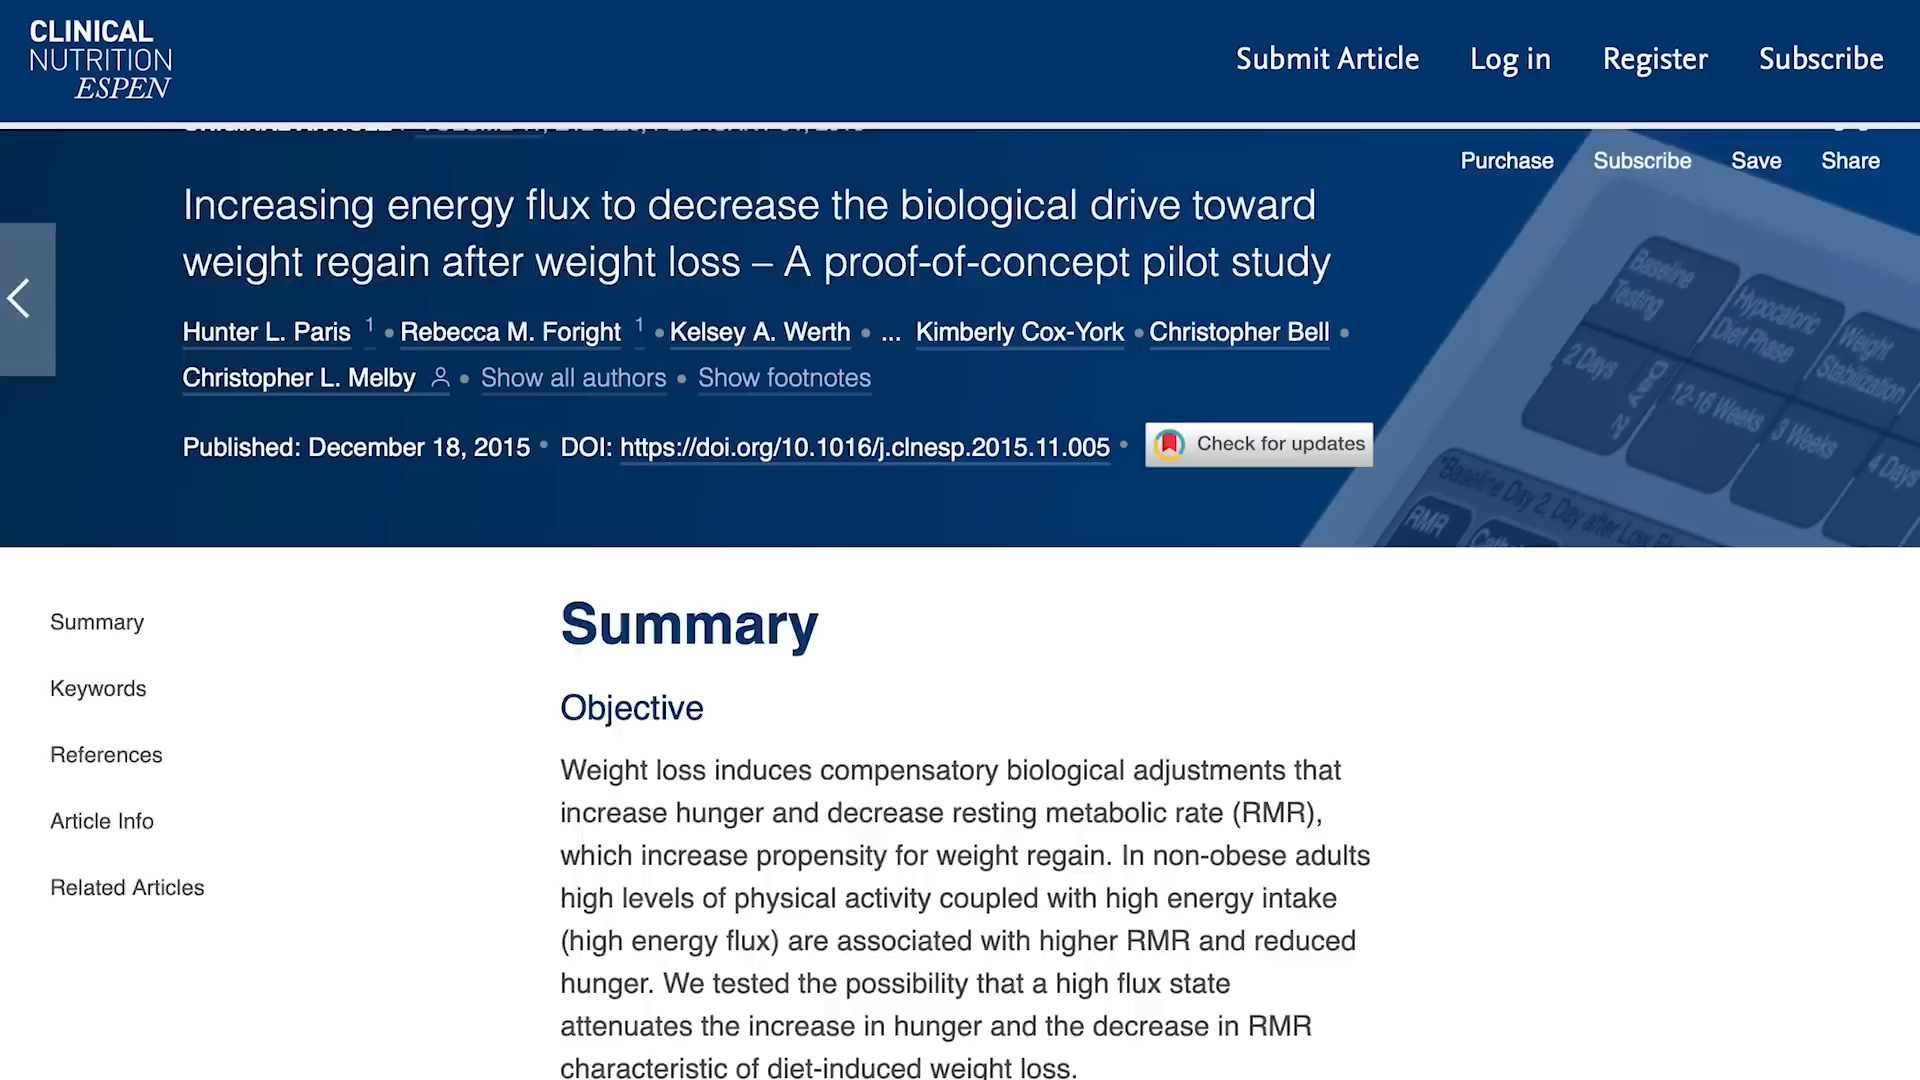 CLINICAL
NUTRITION
ESPEN
Submit Article Log in Register Subscribe
Purchase Subscribe Save Share
Increasing energy flux to decrease the biological drive toward
weight regain after weight loss – A proof-of-concept pilot study
Hunter L. Paris 1 • Rebecca M. Foright 1 • Kelsey A. Werth • ... Kimberly Cox-York • Christopher Bell •
Christopher L. Melby • Show all authors • Show footnotes
Published: December 18, 2015 • DOI: https://doi.org/10.1016/j.clnesp.2015.11.005 • Check for updates
Baseline
Testing
Hypocaloric
Diet Phase
Weight
Stabilization
2 Days
Day 2
12-16 Weeks
3 Weeks
4 Days
*Baseline Day 2, Day after
RMR
Summary
Keywords
References
Article Info
Related Articles
Summary
Objective
Weight loss induces compensatory biological adjustments that
increase hunger and decrease resting metabolic rate (RMR),
which increase propensity for weight regain. In non-obese adults
high levels of physical activity coupled with high energy intake
(high energy flux) are associated with higher RMR and reduced
hunger. We tested the possibility that a high flux state
attenuates the increase in hunger and the decrease in RMR
characteristic of diet-induced weight loss.